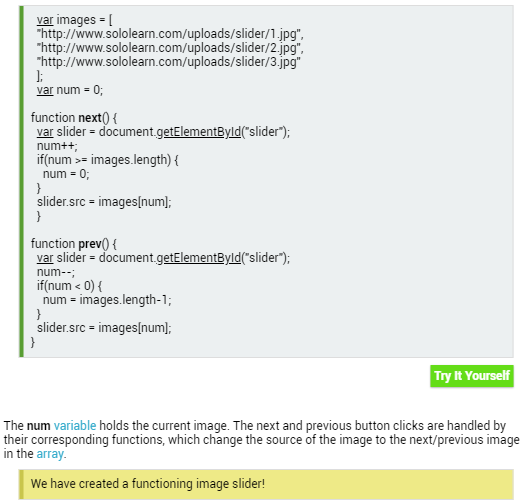 var images = [
"http://www.sololearn.com/uploads/slider/1.jpg",
"http://www.sololearn.com/uploads/slider/2.jpg",
"http://www.sololearn.com/uploads/slider/3.jpg"
];
var num = 0;
function next() {
var slider = document.getElementById("slider");
num++;
if(num >= images.length) {
num = 0;
}
slider.src = images[num];
}
function prev() {
var slider = document.getElementById("slider");
num--;
if(num < 0) {
num = images.length-1;
}
slider.src = images[num];
}
Try It Yourself
The num variable holds the current image. The next and previous button clicks are handled by
their corresponding functions, which change the source of the image to the next/previous image
in the array.
We have created a functioning image slider!